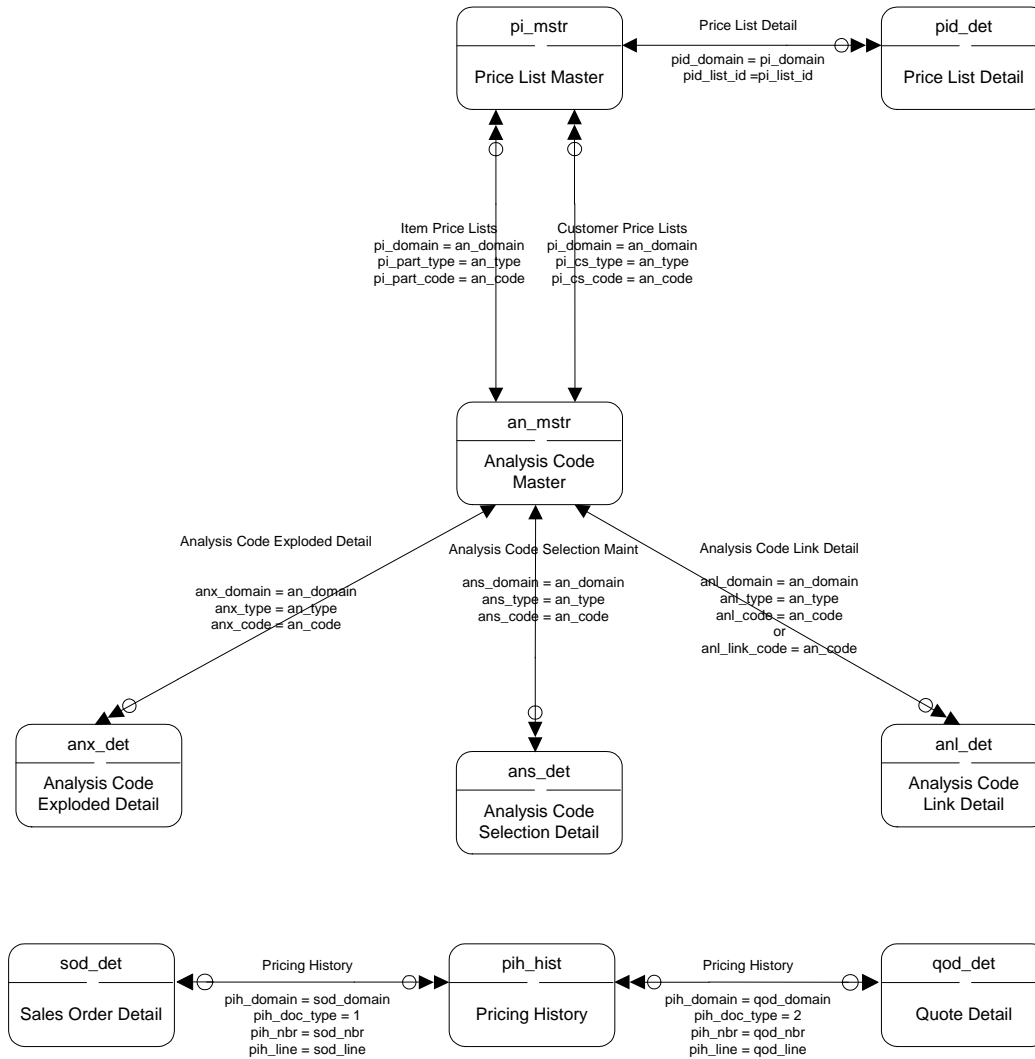 pi_mstr
Price List Master
Price List Detail
pid_domain = pi_domain
pid_list_id =pi_list_id
pid_det
Price List Detail
Item Price Lists
pi_domain = an_domain
pi_part_type = an_type
pi_part_code = an_code
Customer Price Lists
pi_domain = an_domain
pi_cs_type = an_type
pi_cs_code = an_code
an_mstr
Analysis Code
Master
Analysis Code Exploded Detail
anx_domain = an_domain
anx_type = an_type
anx_code = an_code
Analysis Code Selection Maint
ans_domain = an_domain
ans_type = an_type
ans_code = an_code
Analysis Code Link Detail
anl_domain = an_domain
anl_type = an_type
anl_code = an_code
or
anl_link_code = an_code
anx_det
Analysis Code
Exploded Detail
ans_det
Analysis Code
Selection Detail
anl_det
Analysis Code
Link Detail
sod_det
Sales Order Detail
Pricing History
pih_domain = sod_domain
pih_doc_type = 1
pih_nbr = sod_nbr
pih_line = sod_line
pih_hist
Pricing History
Pricing History
pih_domain = qod_domain
pih_doc_type = 2
pih_nbr = qod_nbr
pih_line = qod_line
qod_det
Quote Detail